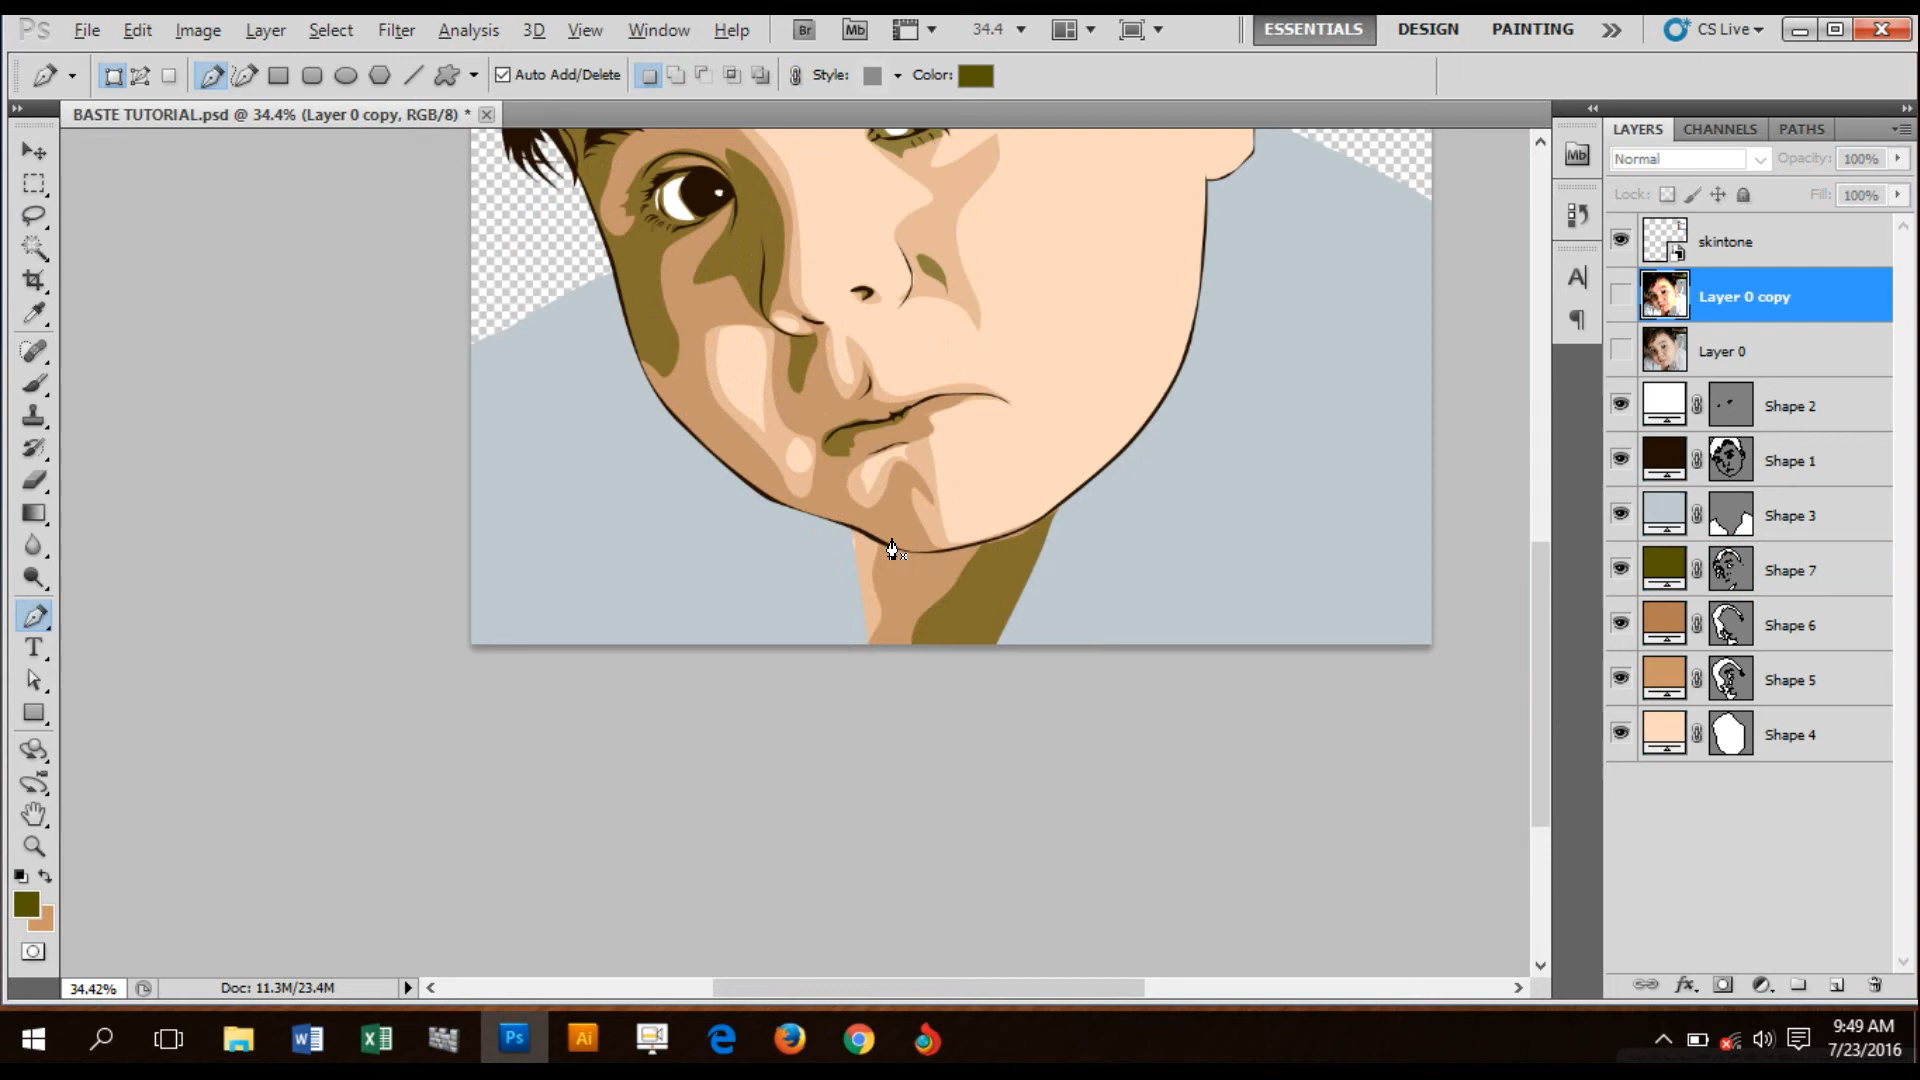 Ps File Edit Image Layer Select Filter Analysis 3D View Window Help Br Mb 34.4 ESSENTIALS DESIGN PAINTING CS Live
Auto Add/Delete Style: Color:
BASTE TUTORIAL.psd @ 34.4% (Layer 0 copy, RGB/8) *
LAYERS CHANNELS PATHS
Mb
Normal Opacity: 100%
Lock: Fill: 100%
skintone
Layer 0 copy
Layer 0
Shape 2
Shape 1
Shape 3
Shape 7
Shape 6
Shape 5
Shape 4
34.42% Doc: 11.3M/23.4M
Ps Ai
9:49 AM
7/23/2016